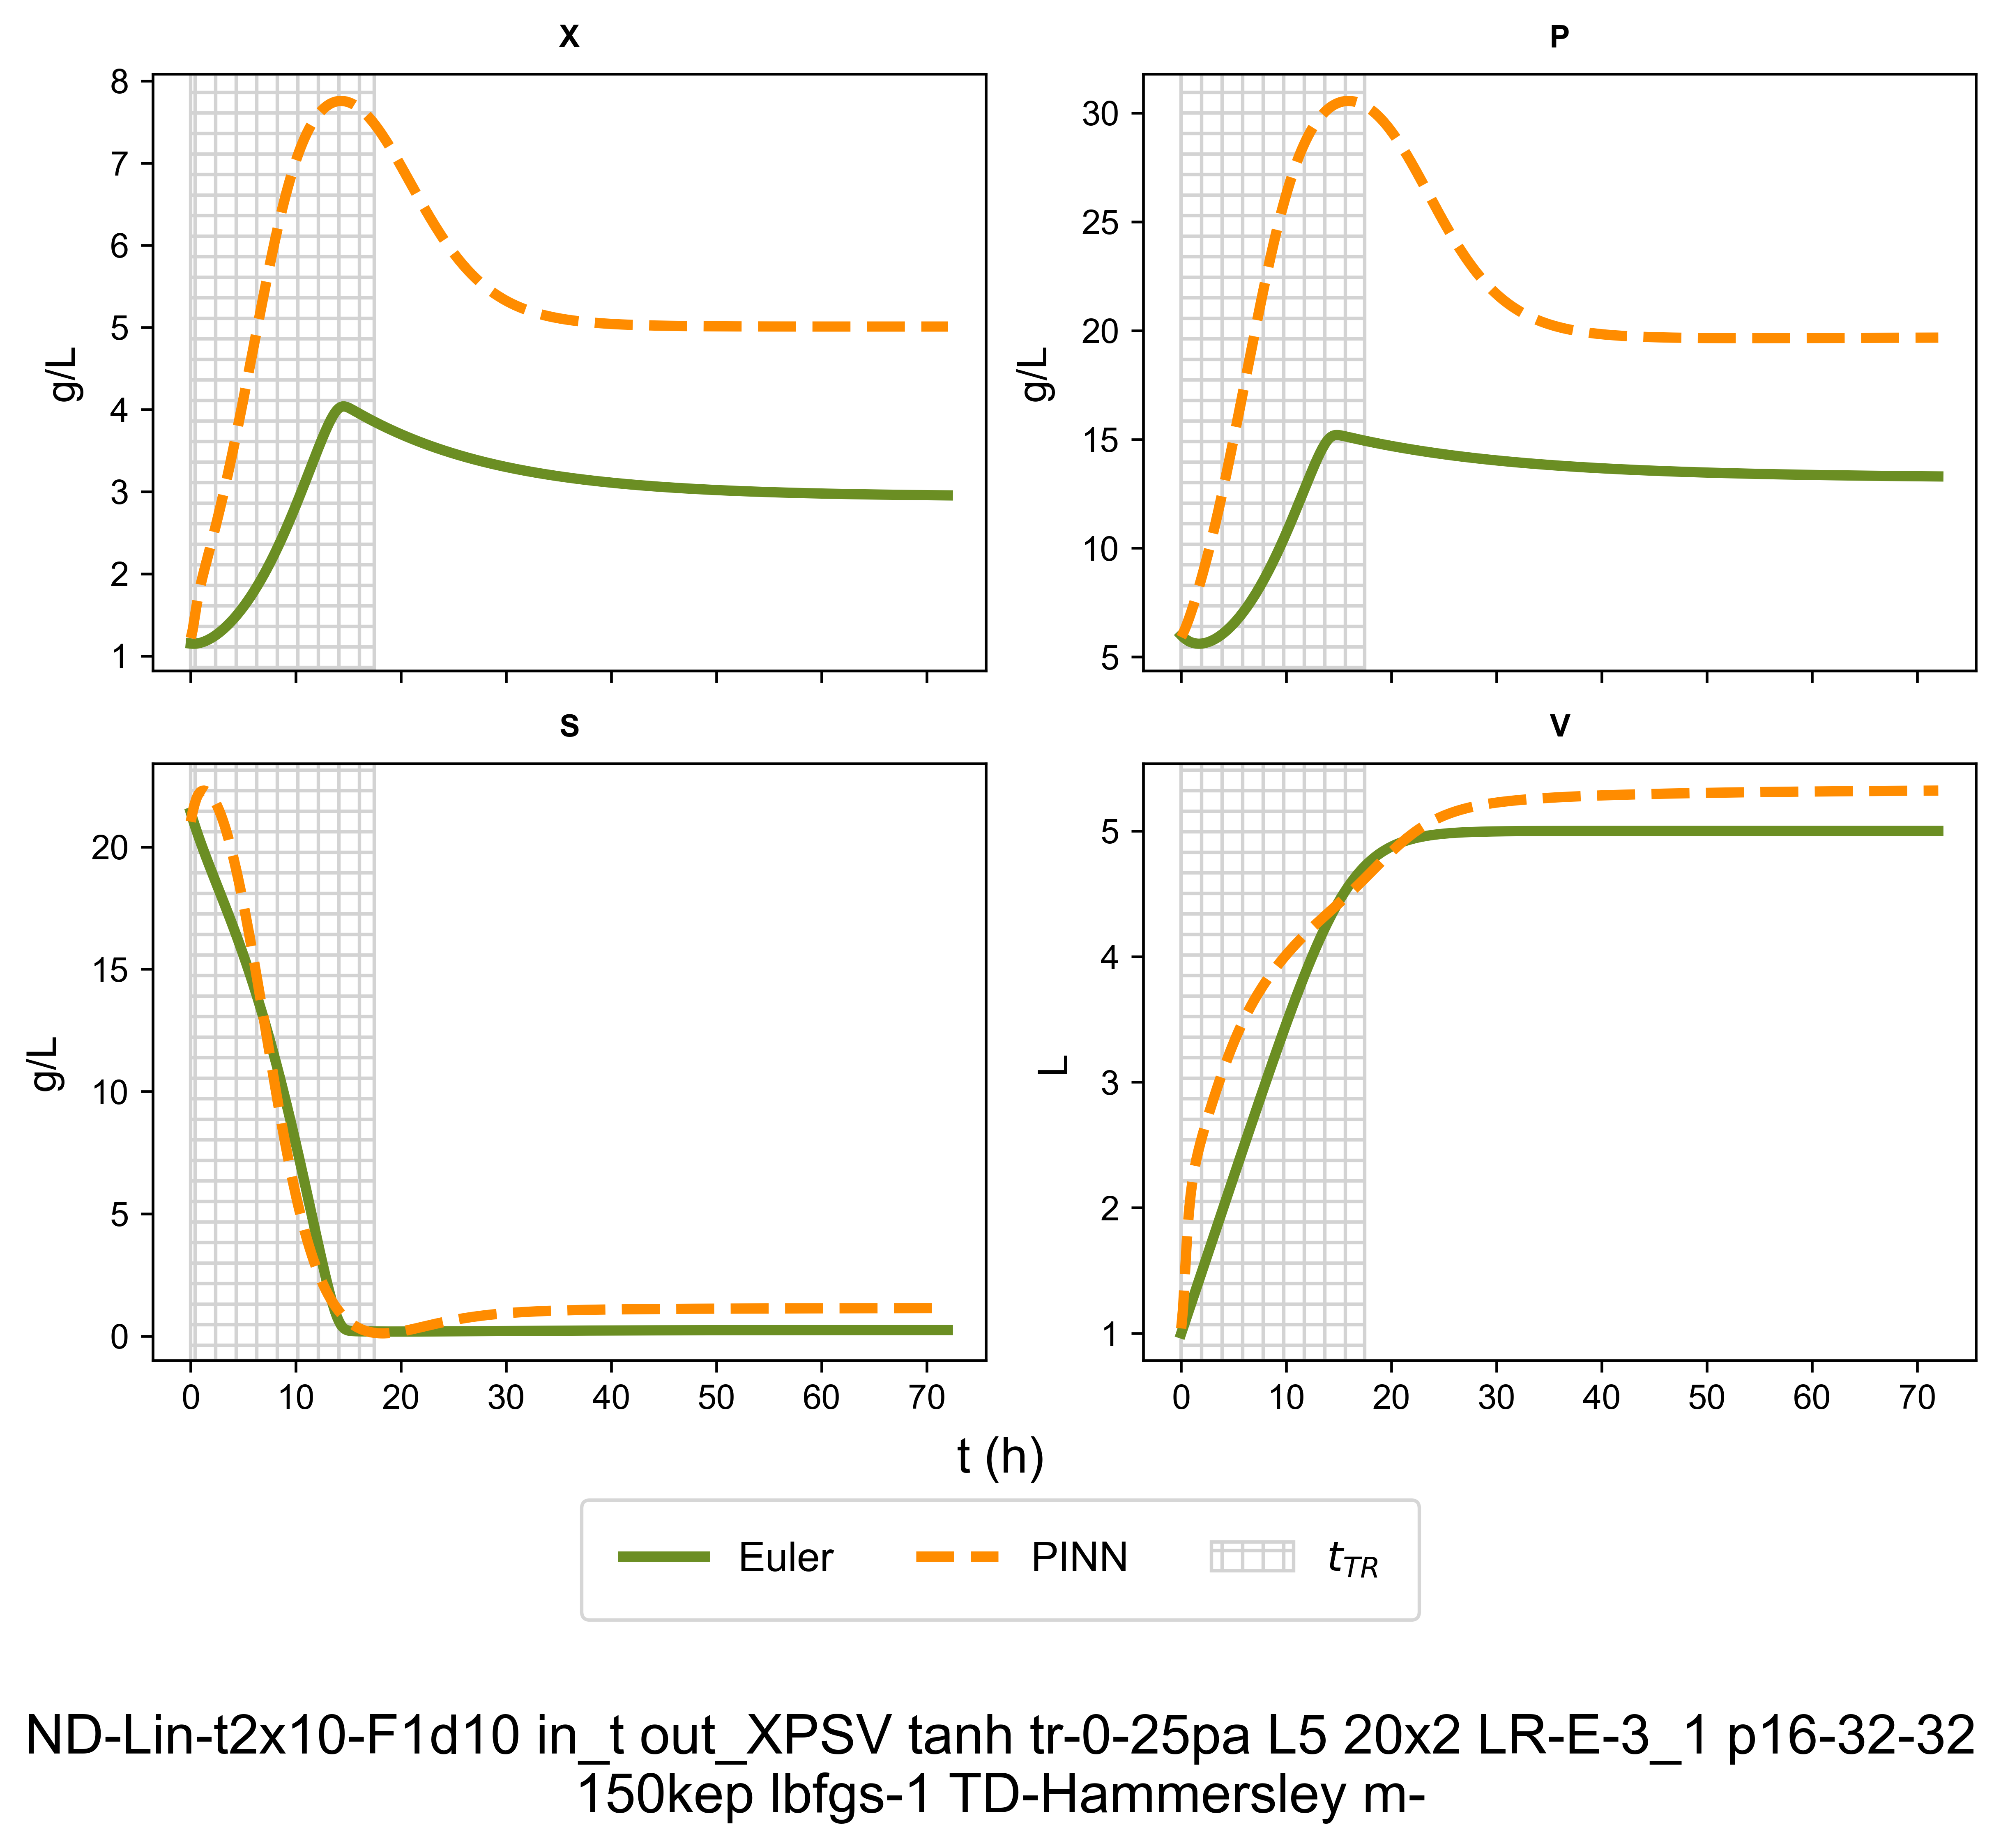 X
P
8
7
6
5
4
3
2
1
g/L
30
25
20
15
10
5
g/L
S
V
20
15
10
5
0
g/L
0 10 20 30 40 50 60 70
5
4
3
2
1
L
0 10 20 30 40 50 60 70
t (h)
Euler PINN t_TR
ND-Lin-t2x10-F1d10 in_t out_XPSV tanh tr-0-25pa L5 20x2 LR-E-3_1 p16-32-32
150kep lbfgs-1 TD-Hammersley m-